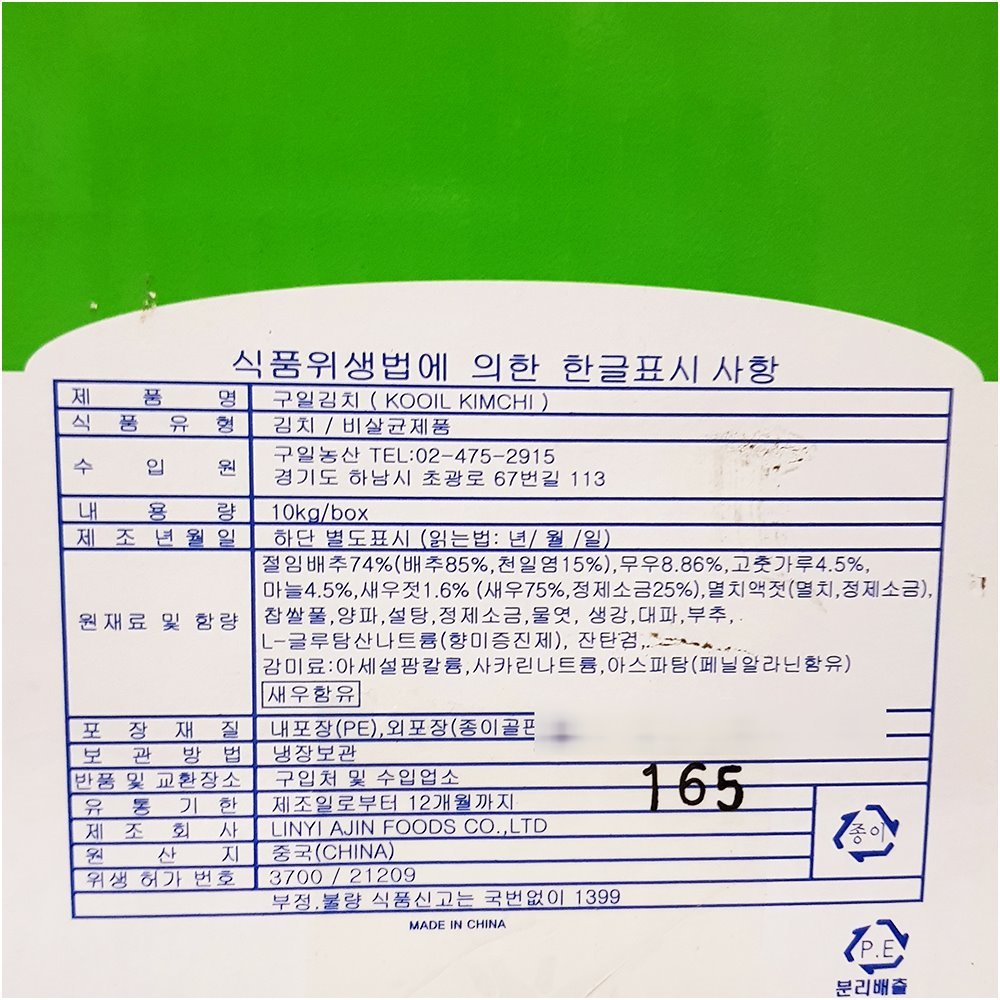 식품위생법에 의한 한글표시 사항
제품명 구일김치 ( KOOIL KIMCHI )
식품유형 김치 / 비살균제품
수입원 구일농산 TEL:02-475-2915
경기도 하남시 초광로 67번길 113
내용량 10kg/box
제조년월일 하단 별도표시 (읽는법: 년/ 월 /일)
원재료 및 함량 절임배추74%(배추85%,천일염15%),무우8.86%,고춧가루4.5%,
마늘4.5%,새우젓1.6% (새우75%,정제소금25%),멸치액젓(멸치,정제소금),
찹쌀풀,양파,설탕,정제소금,물엿, 생강,대파,부추,
L-글루탐산나트륨(향미증진제), 잔탄검,
감미료:아세설팜칼륨,사카린나트륨,아스파탐(페닐알라닌함유)
새우함유
포장재질 내포장(PE),외포장(종이골판
보관방법 냉장보관
반품 및 교환장소 구입처 및 수입업소
165
유통기한 제조일로부터 12개월까지
제조회사 LINYI AJIN FOODS CO.,LTD
종이
원산지 중국(CHINA)
위생 허가 번호 3700 / 21209
부정,불량 식품신고는 국번없이 1399
MADE IN CHINA
P.E
분리배출